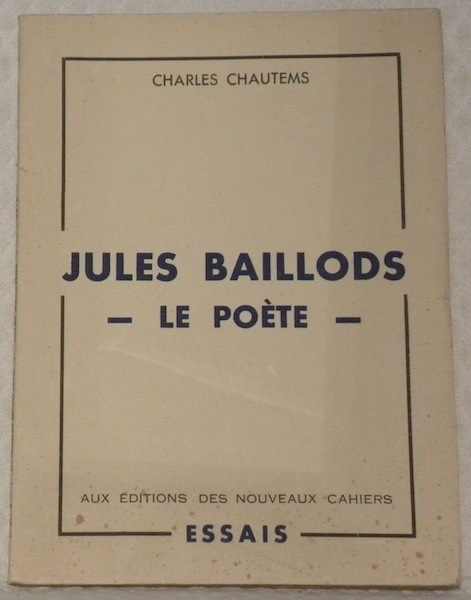 CHARLES CHAUTEMS
JULES BAILLODS
- LE POÈTE -
AUX ÉDITIONS DES NOUVEAUX CAHIERS
ESSAIS